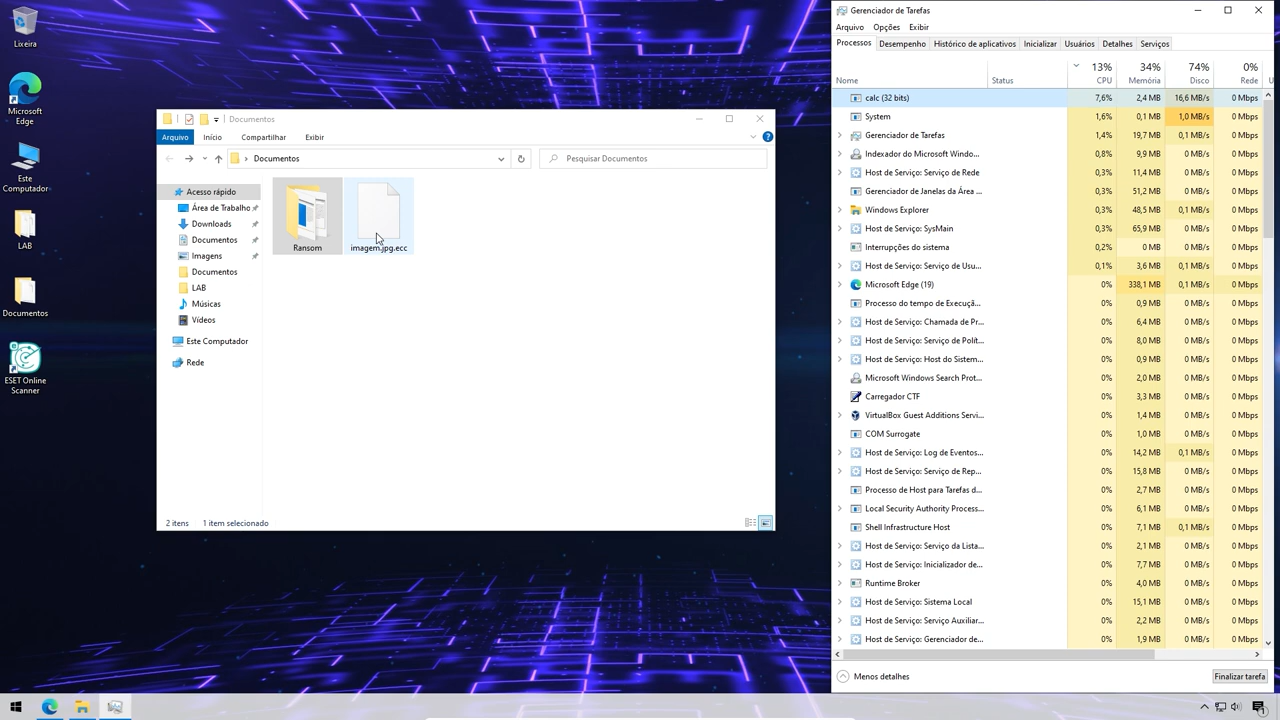 Lixeira
Microsoft
Edge
Este
Computador
LAB
Documentos
ESET Online
Scanner
Documentos
Arquivo Início Compartilhar Exibir
Documentos
Pesquisar Documentos
Acesso rápido
Área de Trabalho
Downloads
Documentos
Imagens
Documentos
LAB
Músicas
Vídeos
Este Computador
Rede
Ransom
imagem.jpg.ecc
2 itens 1 item selecionado
Gerenciador de Tarefas
Arquivo Opções Exibir
Processos Desempenho Histórico de aplicativos Inicializar Usuários Detalhes Serviços
13% 34% 74% 0%
Nome Status CPU Memória Disco Rede U
calc (32 bits) 7,6% 2,4 MB 16,6 MB/s 0 Mbps
System 1,6% 0,1 MB 1,0 MB/s 0 Mbps
Gerenciador de Tarefas 1,4% 19,7 MB 0,1 MB/s 0 Mbps
Indexador do Microsoft Windo... 0,8% 9,9 MB 0 MB/s 0 Mbps
Host de Serviço: Serviço de Rede 0,3% 11,4 MB 0 MB/s 0 Mbps
Gerenciador de Janelas da Área ... 0,3% 51,2 MB 0 MB/s 0 Mbps
Windows Explorer 0,3% 48,5 MB 0,1 MB/s 0 Mbps
Host de Serviço: SysMain 0,3% 65,9 MB 0 MB/s 0 Mbps
Interrupções do sistema 0,2% 0 MB 0 MB/s 0 Mbps
Host de Serviço: Serviço de Usu... 0,1% 3,6 MB 0,1 MB/s 0 Mbps
Microsoft Edge (19) 0% 338,1 MB 0,1 MB/s 0 Mbps
Processo do tempo de Execuçã... 0% 0,9 MB 0 MB/s 0 Mbps
Host de Serviço: Chamada de Pr... 0% 6,4 MB 0 MB/s 0 Mbps
Host de Serviço: Serviço de Polít... 0% 8,0 MB 0 MB/s 0 Mbps
Host de Serviço: Host do Sistem... 0% 0,9 MB 0 MB/s 0 Mbps
Microsoft Windows Search Prot... 0% 2,0 MB 0 MB/s 0 Mbps
Carregador CTF 0% 3,3 MB 0 MB/s 0 Mbps
VirtualBox Guest Additions Servi... 0% 1,4 MB 0 MB/s 0 Mbps
COM Surrogate 0% 1,0 MB 0 MB/s 0 Mbps
Host de Serviço: Log de Eventos... 0% 14,2 MB 0,1 MB/s 0 Mbps
Host de Serviço: Serviço de Rep... 0% 15,8 MB 0 MB/s 0 Mbps
Processo de Host para Tarefas d... 0% 2,7 MB 0 MB/s 0 Mbps
Local Security Authority Process... 0% 6,1 MB 0 MB/s 0 Mbps
Shell Infrastructure Host 0% 7,1 MB 0,1 MB/s 0 Mbps
Host de Serviço: Serviço da Lista... 0% 2,1 MB 0 MB/s 0 Mbps
Host de Serviço: Inicializador de... 0% 7,7 MB 0 MB/s 0 Mbps
Runtime Broker 0% 4,0 MB 0 MB/s 0 Mbps
Host de Serviço: Sistema Local 0% 15,1 MB 0 MB/s 0 Mbps
Host de Serviço: Serviço Auxiliar... 0% 2,2 MB 0 MB/s 0 Mbps
Host de Serviço: Gerenciador de... 0% 1,9 MB 0 MB/s 0 Mbps
Menos detalhes
Finalizar tarefa